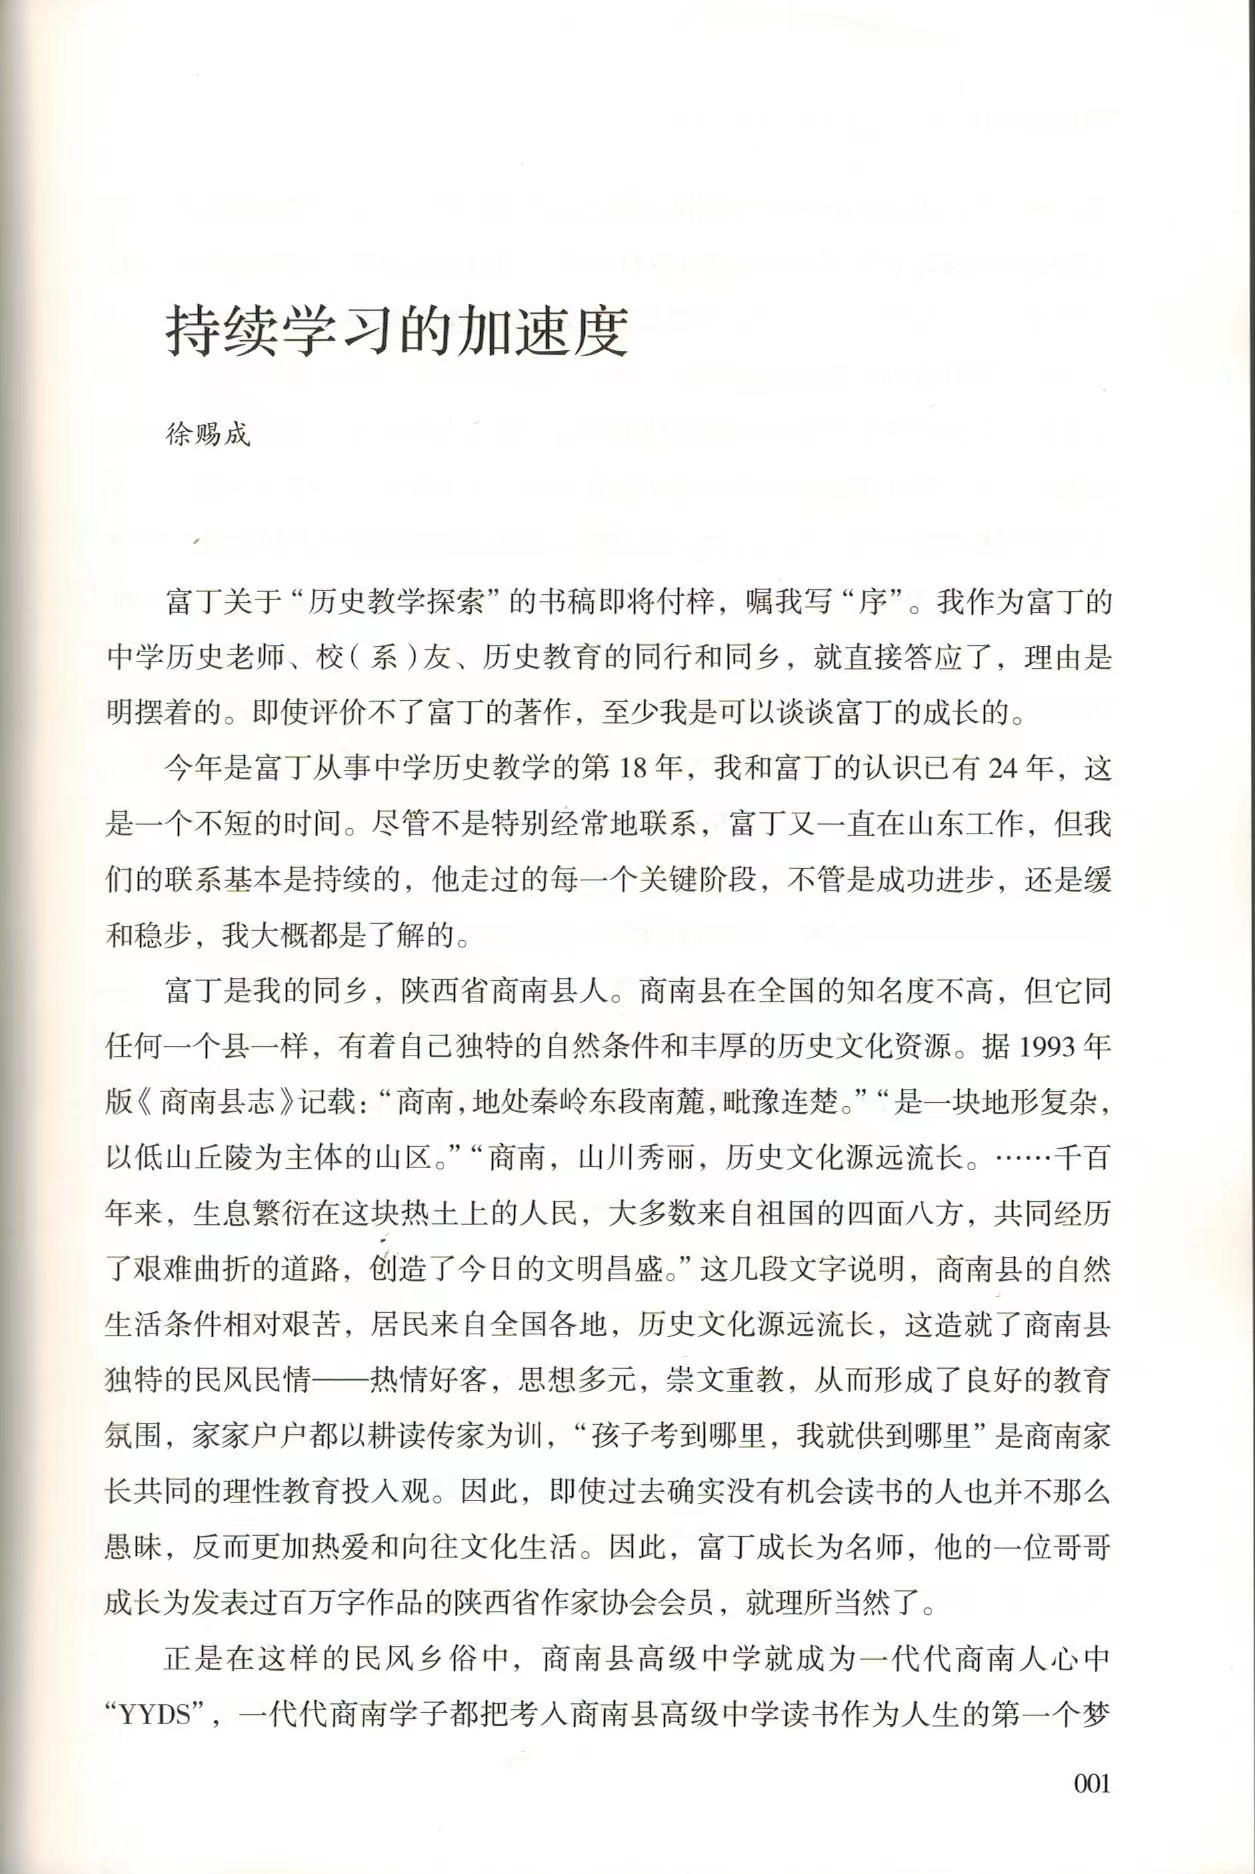 持续学习的加速度
徐赐成
富丁关于“历史教学探索”的书稿即将付梓，嘱我写“序”。我作为富丁的
中学历史老师、校（系）友、历史教育的同行和同乡，就直接答应了，理由是
明摆着的。即使评价不了富丁的著作，至少我是可以谈谈富丁的成长的。
今年是富丁从事中学历史教学的第 18 年，我和富丁的认识已有 24 年，这
是一个不短的时间。尽管不是特别经常地联系，富丁又一直在山东工作，但我
们的联系基本是持续的，他走过的每一个关键阶段，不管是成功进步，还是缓
和稳步，我大概都是了解的。
富丁是我的同乡，陕西省商南县人。商南县在全国的知名度不高，但它同
任何一个县一样，有着自己独特的自然条件和丰厚的历史文化资源。据 1993 年
版《商南县志》记载：“商南，地处秦岭东段南麓，毗豫连楚。”“是一块地形复杂，
以低山丘陵为主体的山区。”“商南，山川秀丽，历史文化源远流长。……千百
年来，生息繁衍在这块热土上的人民，大多数来自祖国的四面八方，共同经历
了艰难曲折的道路，创造了今日的文明昌盛。”这几段文字说明，商南县的自然
生活条件相对艰苦，居民来自全国各地，历史文化源远流长，这造就了商南县
独特的民风民情——热情好客，思想多元，崇文重教，从而形成了良好的教育
氛围，家家户户都以耕读传家为训，“孩子考到哪里，我就供到哪里”是商南家
长共同的理性教育投入观。因此，即使过去确实没有机会读书的人也并不那么
愚昧，反而更加热爱和向往文化生活。因此，富丁成长为名师，他的一位哥哥
成长为发表过百万字作品的陕西省作家协会会员，就理所当然了。
正是在这样的民风乡俗中，商南县高级中学就成为一代代商南人心中
“YYDS”，一代代商南学子都把考入商南县高级中学读书作为人生的第一个梦
001